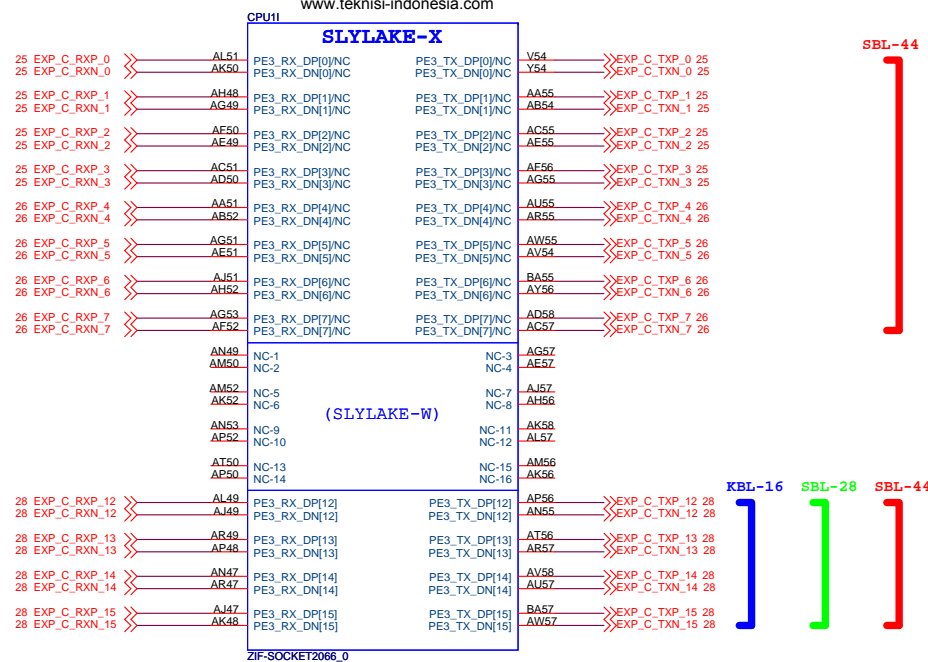 www.teknisi-indonesia.com
CPU1I
SLYLAKE-X
SBL-44
25 EXP_C_RXP_0 AL51 PE3_RX_DP[0]/NC PE3_TX_DP[0]/NC V54 EXP_C_TXP_0 25
25 EXP_C_RXN_0 AK50 PE3_RX_DN[0]/NC PE3_TX_DN[0]/NC Y54 EXP_C_TXN_0 25
25 EXP_C_RXP_1 AH48 PE3_RX_DP[1]/NC PE3_TX_DP[1]/NC AA55 EXP_C_TXP_1 25
25 EXP_C_RXN_1 AG49 PE3_RX_DN[1]/NC PE3_TX_DN[1]/NC AB54 EXP_C_TXN_1 25
25 EXP_C_RXP_2 AF50 PE3_RX_DP[2]/NC PE3_TX_DP[2]/NC AC55 EXP_C_TXP_2 25
25 EXP_C_RXN_2 AE49 PE3_RX_DN[2]/NC PE3_TX_DN[2]/NC AE55 EXP_C_TXN_2 25
25 EXP_C_RXP_3 AC51 PE3_RX_DP[3]/NC PE3_TX_DP[3]/NC AF56 EXP_C_TXP_3 25
25 EXP_C_RXN_3 AD50 PE3_RX_DN[3]/NC PE3_TX_DN[3]/NC AG55 EXP_C_TXN_3 25
26 EXP_C_RXP_4 AA51 PE3_RX_DP[4]/NC PE3_TX_DP[4]/NC AU55 EXP_C_TXP_4 26
26 EXP_C_RXN_4 AB52 PE3_RX_DN[4]/NC PE3_TX_DN[4]/NC AR55 EXP_C_TXN_4 26
26 EXP_C_RXP_5 AG51 PE3_RX_DP[5]/NC PE3_TX_DP[5]/NC AW55 EXP_C_TXP_5 26
26 EXP_C_RXN_5 AE51 PE3_RX_DN[5]/NC PE3_TX_DN[5]/NC AV54 EXP_C_TXN_5 26
26 EXP_C_RXP_6 AJ51 PE3_RX_DP[6]/NC PE3_TX_DP[6]/NC BA55 EXP_C_TXP_6 26
26 EXP_C_RXN_6 AH52 PE3_RX_DN[6]/NC PE3_TX_DN[6]/NC AY56 EXP_C_TXN_6 26
26 EXP_C_RXP_7 AG53 PE3_RX_DP[7]/NC PE3_TX_DP[7]/NC AD58 EXP_C_TXP_7 26
26 EXP_C_RXN_7 AF52 PE3_RX_DN[7]/NC PE3_TX_DN[7]/NC AC57 EXP_C_TXN_7 26
AN49 NC-1 NC-3 AG57
AM50 NC-2 NC-4 AE57
AM52 NC-5 NC-7 AJ57
AK52 NC-6 NC-8 AH56
(SLYLAKE-W)
AN53 NC-9 NC-11 AK58
AP52 NC-10 NC-12 AL57
AT50 NC-13 NC-15 AM56
AP50 NC-14 NC-16 AK56
KBL-16 SBL-28 SBL-44
28 EXP_C_RXP_12 AL49 PE3_RX_DP[12] PE3_TX_DP[12] AP56 EXP_C_TXP_12 28
28 EXP_C_RXN_12 AJ49 PE3_RX_DN[12] PE3_TX_DN[12] AN55 EXP_C_TXN_12 28
28 EXP_C_RXP_13 AR49 PE3_RX_DP[13] PE3_TX_DP[13] AT56 EXP_C_TXP_13 28
28 EXP_C_RXN_13 AP48 PE3_RX_DN[13] PE3_TX_DN[13] AR57 EXP_C_TXN_13 28
28 EXP_C_RXP_14 AN47 PE3_RX_DP[14] PE3_TX_DP[14] AV58 EXP_C_TXP_14 28
28 EXP_C_RXN_14 AR47 PE3_RX_DN[14] PE3_TX_DN[14] AU57 EXP_C_TXN_14 28
28 EXP_C_RXP_15 AJ47 PE3_RX_DP[15] PE3_TX_DP[15] BA57 EXP_C_TXP_15 28
28 EXP_C_RXN_15 AK48 PE3_RX_DN[15] PE3_TX_DN[15] AW57 EXP_C_TXN_15 28
ZIF-SOCKET2066_0